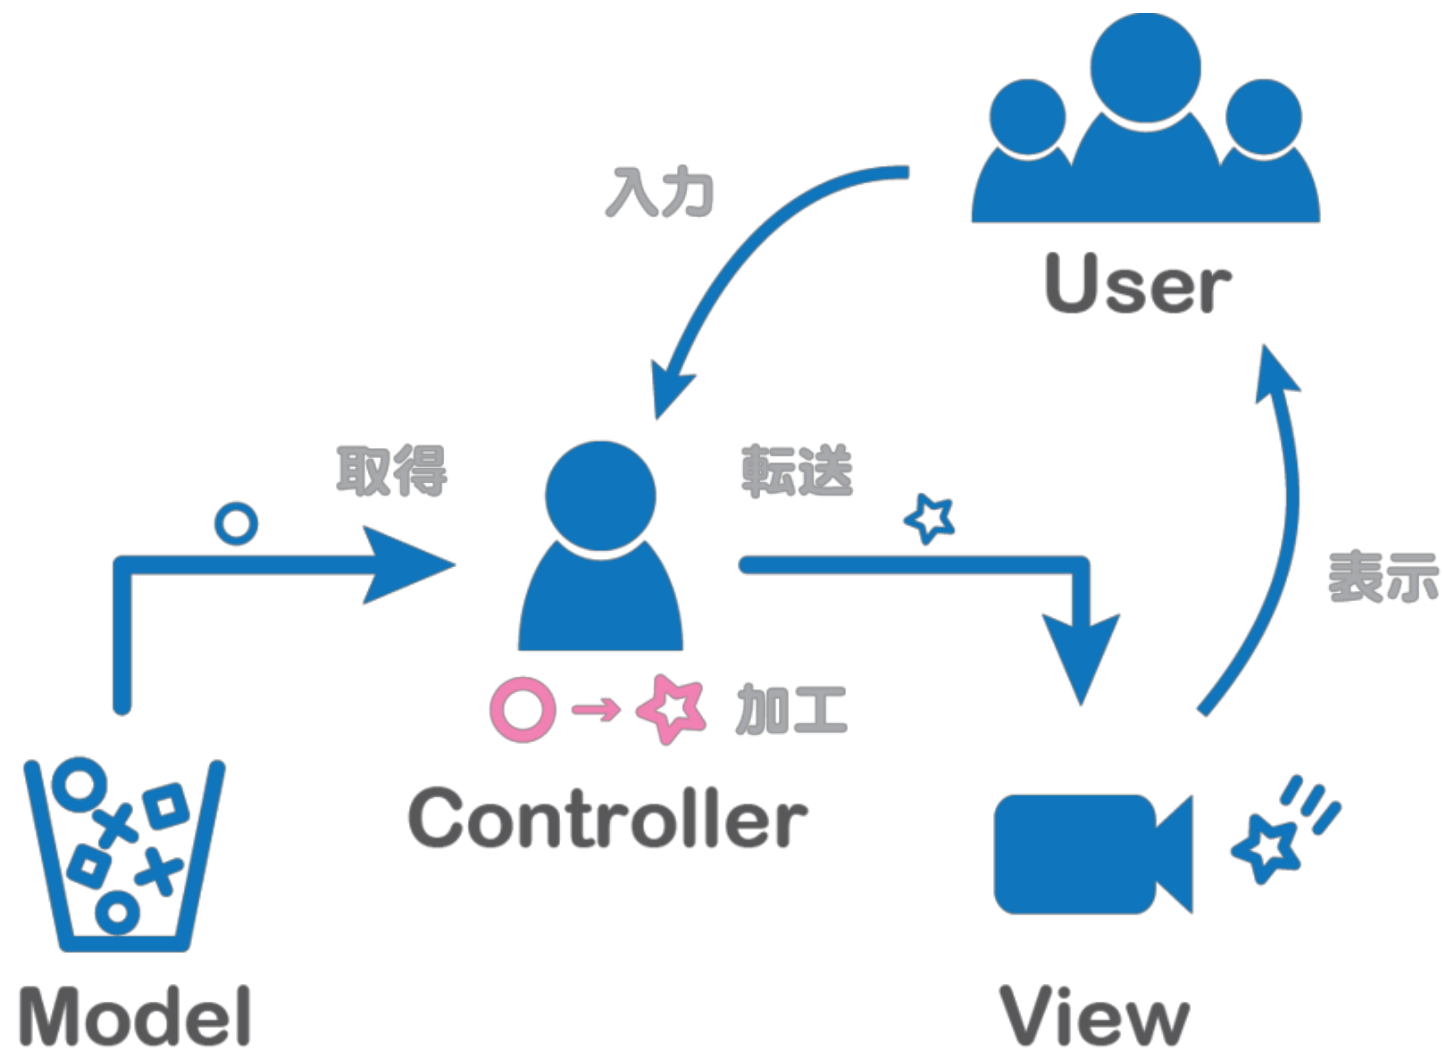 入力
User
取得
転送
表示
加工
Controller
Model
View